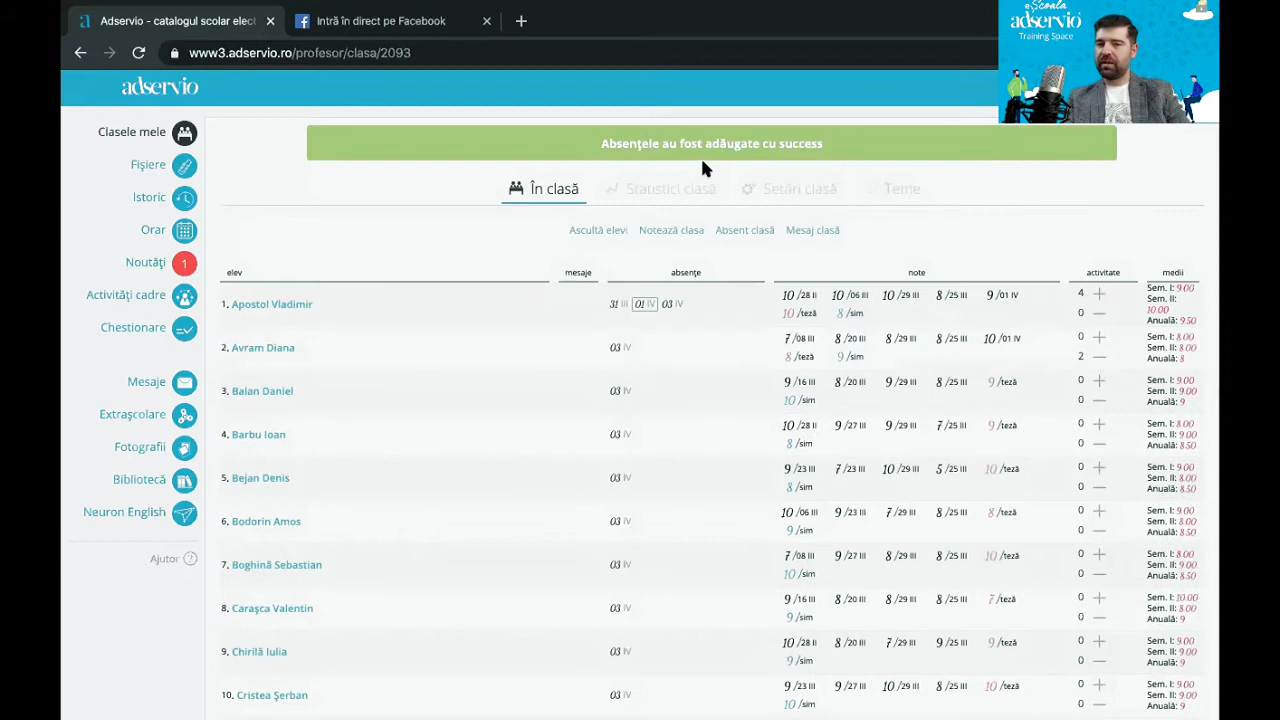 Adservio - catalogul scolar elect
Intră în direct pe Facebook
www3.adservio.ro/profesor/clasa/2093
eȘcoala
adservio
Training Space
adservio
Clasele mele
Fișiere
Istoric
Orar
Noutăți 1
Activități cadre
Chestionare
Mesaje
Extrașcolare
Fotografii
Bibliotecă
Neuron English
Ajutor ?
Absențele au fost adăugate cu success
În clasă Statistici clasă Setări clasă Teme
Ascultă elevi Notează clasa Absent clasă Mesaj clasă
elev mesaje absențe note activitate medii
1. Apostol Vladimir 31 III 01 IV 03 IV 10/28 II 10/06 III 10/29 III 8/25 III 9/01 IV 4 Sem. I: 9.00
Sem. II:
10/teză 8/sim 0 10.00
Anuală: 9.50
2. Avram Diana 03 IV 7/08 III 8/20 III 8/29 III 8/25 III 10/01 IV 0 Sem. I: 8.00
Sem. II: 8.00
8/teză 9/sim 2 Anuală: 8
3. Balan Daniel 03 IV 9/16 III 8/20 III 9/29 III 8/25 III 9/teză 0 Sem. I: 9.00
Sem. II: 9.00
10/sim 0 Anuală: 9
4. Barbu Ioan 03 IV 10/28 II 9/27 III 9/29 III 7/25 III 9/teză 0 Sem. I: 8.00
Sem. II: 9.00
8/sim 0 Anuală: 8.50
5. Bejan Denis 03 IV 9/23 III 7/23 III 10/29 III 5/25 III 10/teză 0 Sem. I: 9.00
Sem. II: 8.00
8/sim 0 Anuală: 8.50
6. Bodorin Amos 03 IV 10/06 III 9/23 III 7/29 III 8/25 III 8/teză 0 Sem. I: 9.00
Sem. II: 8.00
9/sim 0 Anuală: 8.50
7. Boghină Sebastian 03 IV 7/08 III 9/27 III 8/29 III 8/25 III 10/teză 0 Sem. I: 8.00
Sem. II: 9.00
10/sim 0 Anuală: 8.50
8. Carașca Valentin 03 IV 9/16 III 8/20 III 8/29 III 8/25 III 7/teză 0 Sem. I: 10.00
Sem. II: 8.00
9/sim 0 Anuală: 9
9. Chirilă Iulia 03 IV 10/28 II 8/20 III 7/29 III 9/25 III 9/teză 0 Sem. I: 9.00
Sem. II: 9.00
9/sim 0 Anuală: 9
10. Cristea Șerban 03 IV 9/23 III 9/27 III 10/29 III 8/25 III 10/teză 0 Sem. I: 9.00
Sem. II: 9.00
10/sim 0 Anuală: 9